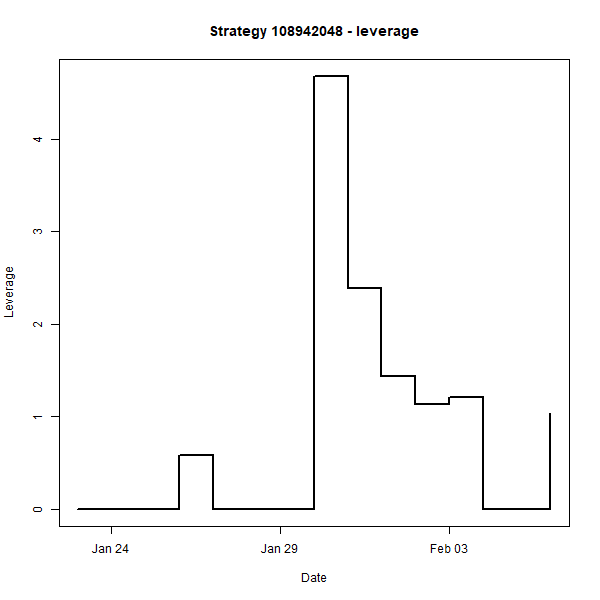 Strategy 108942048 - leverage
4
3
2
1
0
Leverage
Jan 24
Jan 29
Feb 03
Date